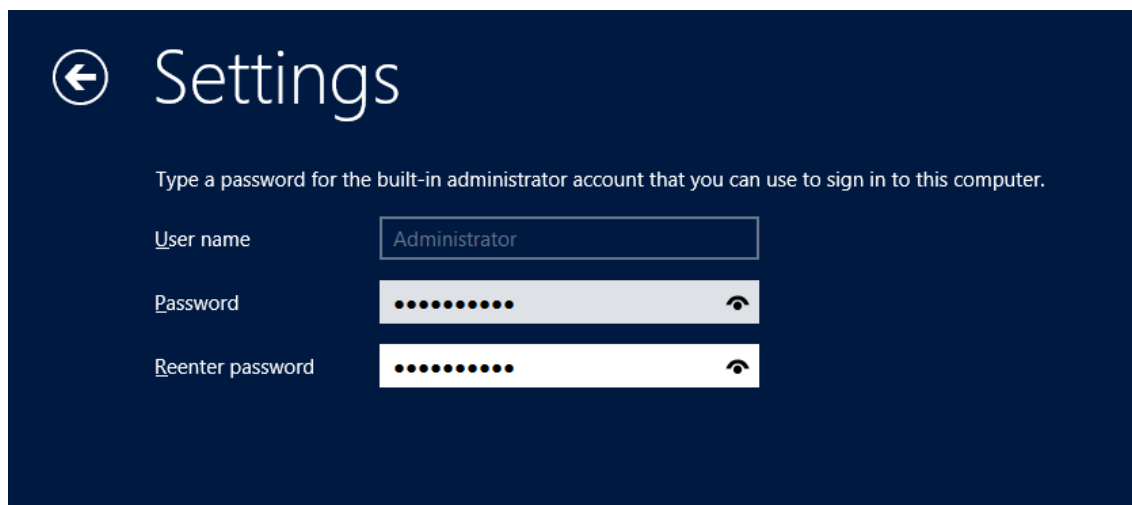 Settings
Type a password for the built-in administrator account that you can use to sign in to this computer.
User name Administrator
Password ••••••••••
Reenter password ••••••••••